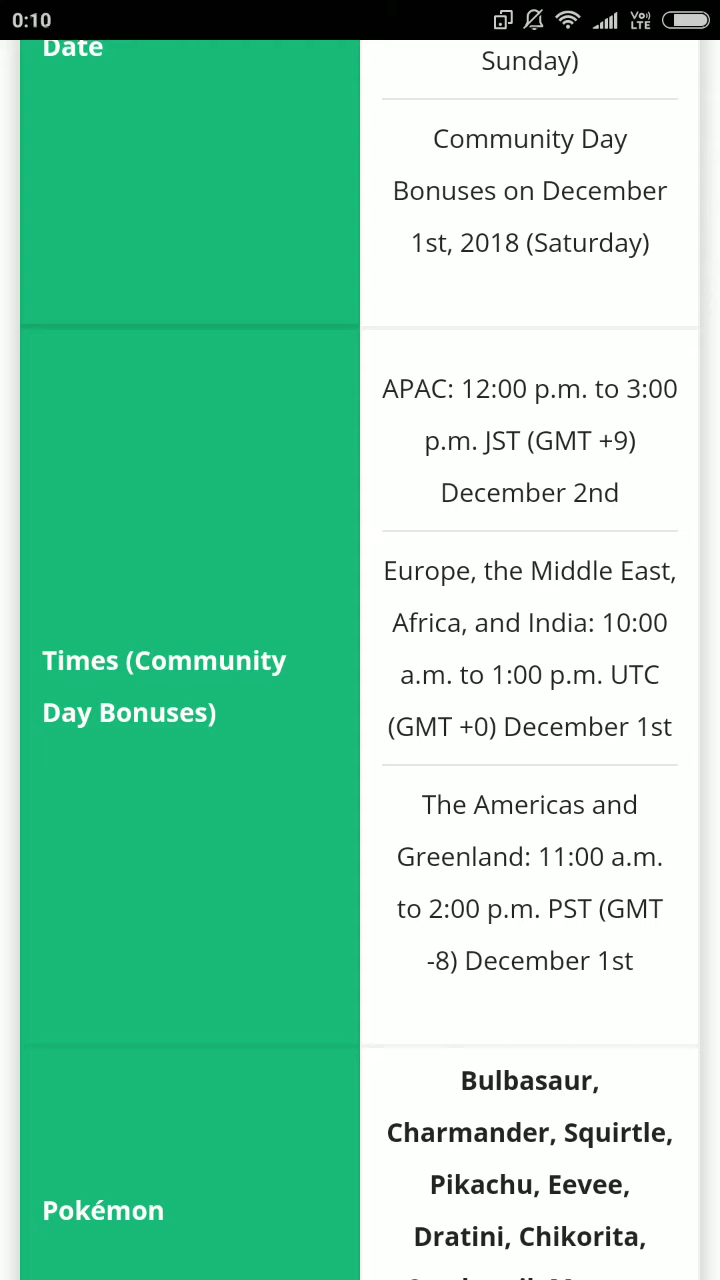 0:10
Vo) LTE
Date
Sunday)
Community Day
Bonuses on December
1st, 2018 (Saturday)
Times (Community
Day Bonuses)
APAC: 12:00 p.m. to 3:00
p.m. JST (GMT +9)
December 2nd
Europe, the Middle East,
Africa, and India: 10:00
a.m. to 1:00 p.m. UTC
(GMT +0) December 1st
The Americas and
Greenland: 11:00 a.m.
to 2:00 p.m. PST (GMT
-8) December 1st
Pokémon
Bulbasaur,
Charmander, Squirtle,
Pikachu, Eevee,
Dratini, Chikorita,